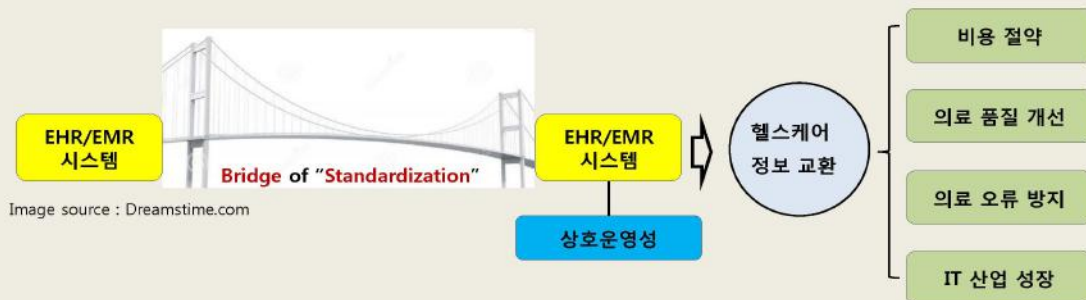 EHR/EMR
시스템
Bridge of "Standardization"
Image source : Dreamstime.com
EHR/EMR
시스템
상호운영성
헬스케어
정보 교환
비용 절약
의료 품질 개선
의료 오류 방지
IT 산업 성장